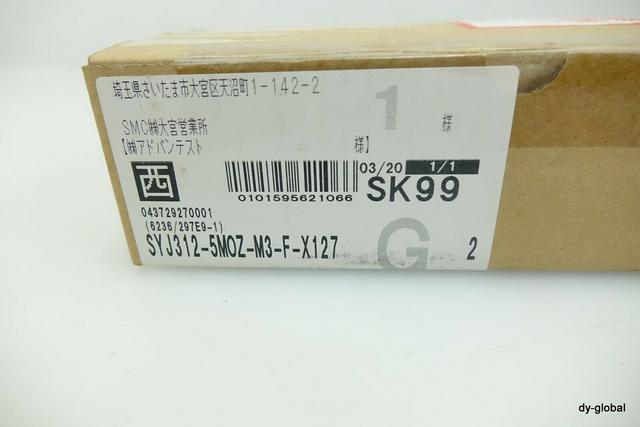 埼玉県さいたま市大宮区天沼町1-142-2
1 様
SMC㈱大宮営業所
【㈱アドバンテスト 様】
03/20 1/1
西
0101595621066
SK99
043729270001
(6236/297E9-1)
SYJ312-5MOZ-M3-F-X127
G 2
dy-global